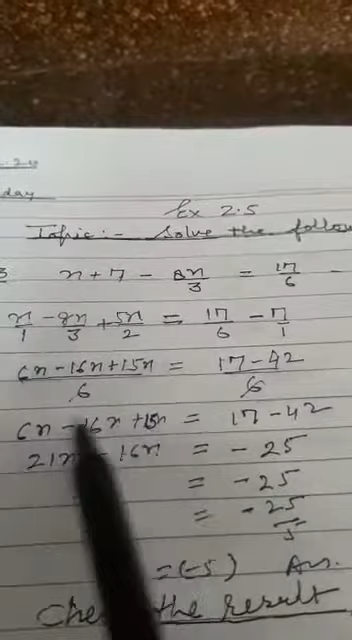 day
Ex 2.5
Topic:- Solve the follow
x + 7 - 8x/3 = 17/6 -
x/1 - 8x/3 + 5x/2 = 17/6 - 7/1
6x - 16x + 15x / 6 = 17 - 42 / 6
6x - 16x + 15x = 17 - 42
21x - 16x = - 25
= - 25
= - 25/5
= (-5) Ans.
Che the result